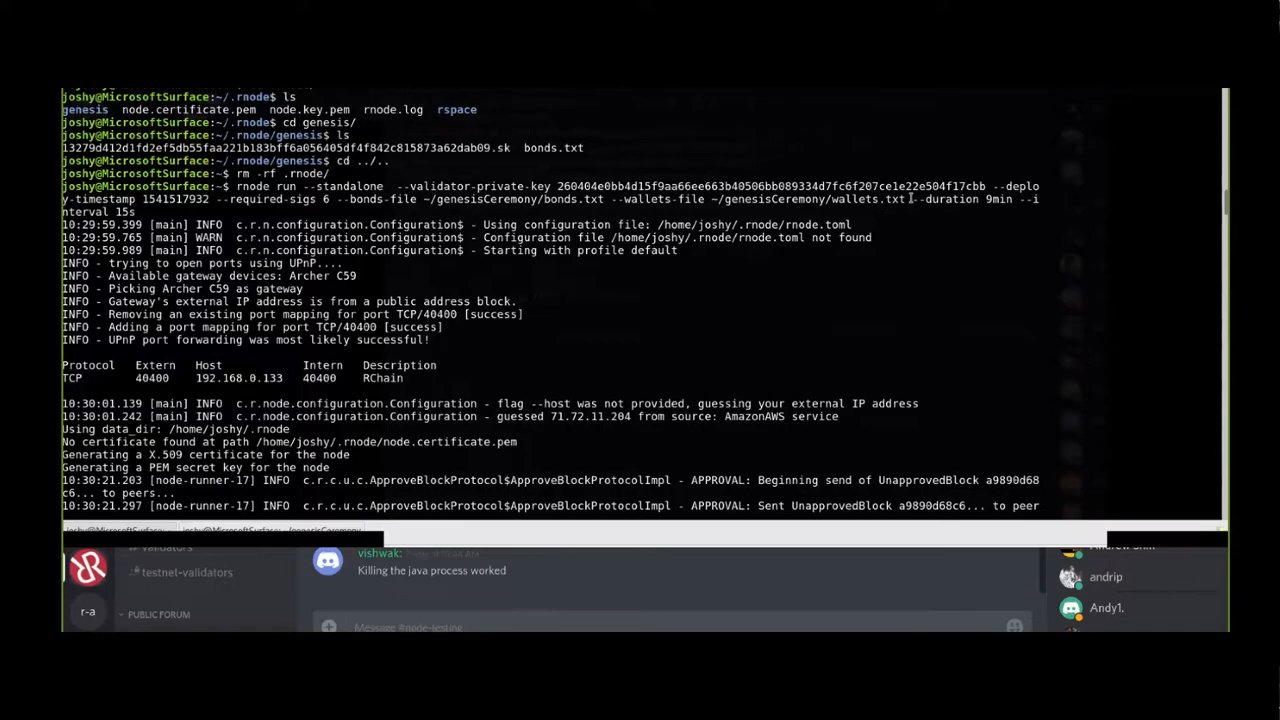 joshy@MicrosoftSurface:~/.rnode$ ls
genesis  node.certificate.pem  node.key.pem  rnode.log  rspace
joshy@MicrosoftSurface:~/.rnode$ cd genesis/
joshy@MicrosoftSurface:~/.rnode/genesis$ ls
13279d412d1fd2ef5db55faa221b183bff6a056405df4f842c815873a62dab09.sk  bonds.txt
joshy@MicrosoftSurface:~/.rnode/genesis$ cd ../..
joshy@MicrosoftSurface:~$ rm -rf .rnode/
joshy@MicrosoftSurface:~$ rnode run --standalone  --validator-private-key 260404e0bb4d15f9aa66ee663b40506bb089334d7fc6f207ce1e22e504f17cbb --deplo
y-timestamp 1541517932 --required-sigs 6 --bonds-file ~/genesisCeremony/bonds.txt --wallets-file ~/genesisCeremony/wallets.txt --duration 9min --i
nterval 15s
10:29:59.399 [main] INFO  c.r.n.configuration.Configuration$ - Using configuration file: /home/joshy/.rnode/rnode.toml
10:29:59.765 [main] WARN  c.r.n.configuration.Configuration$ - Configuration file /home/joshy/.rnode/rnode.toml not found
10:29:59.989 [main] INFO  c.r.n.configuration.Configuration$ - Starting with profile default
INFO - trying to open ports using UPnP....
INFO - Available gateway devices: Archer C59
INFO - Picking Archer C59 as gateway
INFO - Gateway's external IP address is from a public address block.
INFO - Removing an existing port mapping for port TCP/40400 [success]
INFO - Adding a port mapping for port TCP/40400 [success]
INFO - UPnP port forwarding was most likely successful!
Protocol  Extern  Host  Intern  Description
TCP  40400  192.168.0.133  40400  RChain
10:30:01.139 [main] INFO  c.r.node.configuration.Configuration - flag --host was not provided, guessing your external IP address
10:30:01.242 [main] INFO  c.r.node.configuration.Configuration - guessed 71.72.11.204 from source: AmazonAWS service
Using data_dir: /home/joshy/.rnode
No certificate found at path /home/joshy/.rnode/node.certificate.pem
Generating a X.509 certificate for the node
Generating a PEM secret key for the node
10:30:21.203 [node-runner-17] INFO  c.r.c.u.c.ApproveBlockProtocol$ApproveBlockProtocolImpl - APPROVAL: Beginning send of UnapprovedBlock a9890d68
c6... to peers...
10:30:21.297 [node-runner-17] INFO  c.r.c.u.c.ApproveBlockProtocol$ApproveBlockProtocolImpl - APPROVAL: Sent UnapprovedBlock a9890d68c6... to peer
validators
testnet-validators
PUBLIC FORUM
r-a
vishwak:
Killing the java process worked
Message #node-testing
andrip
Andy1.